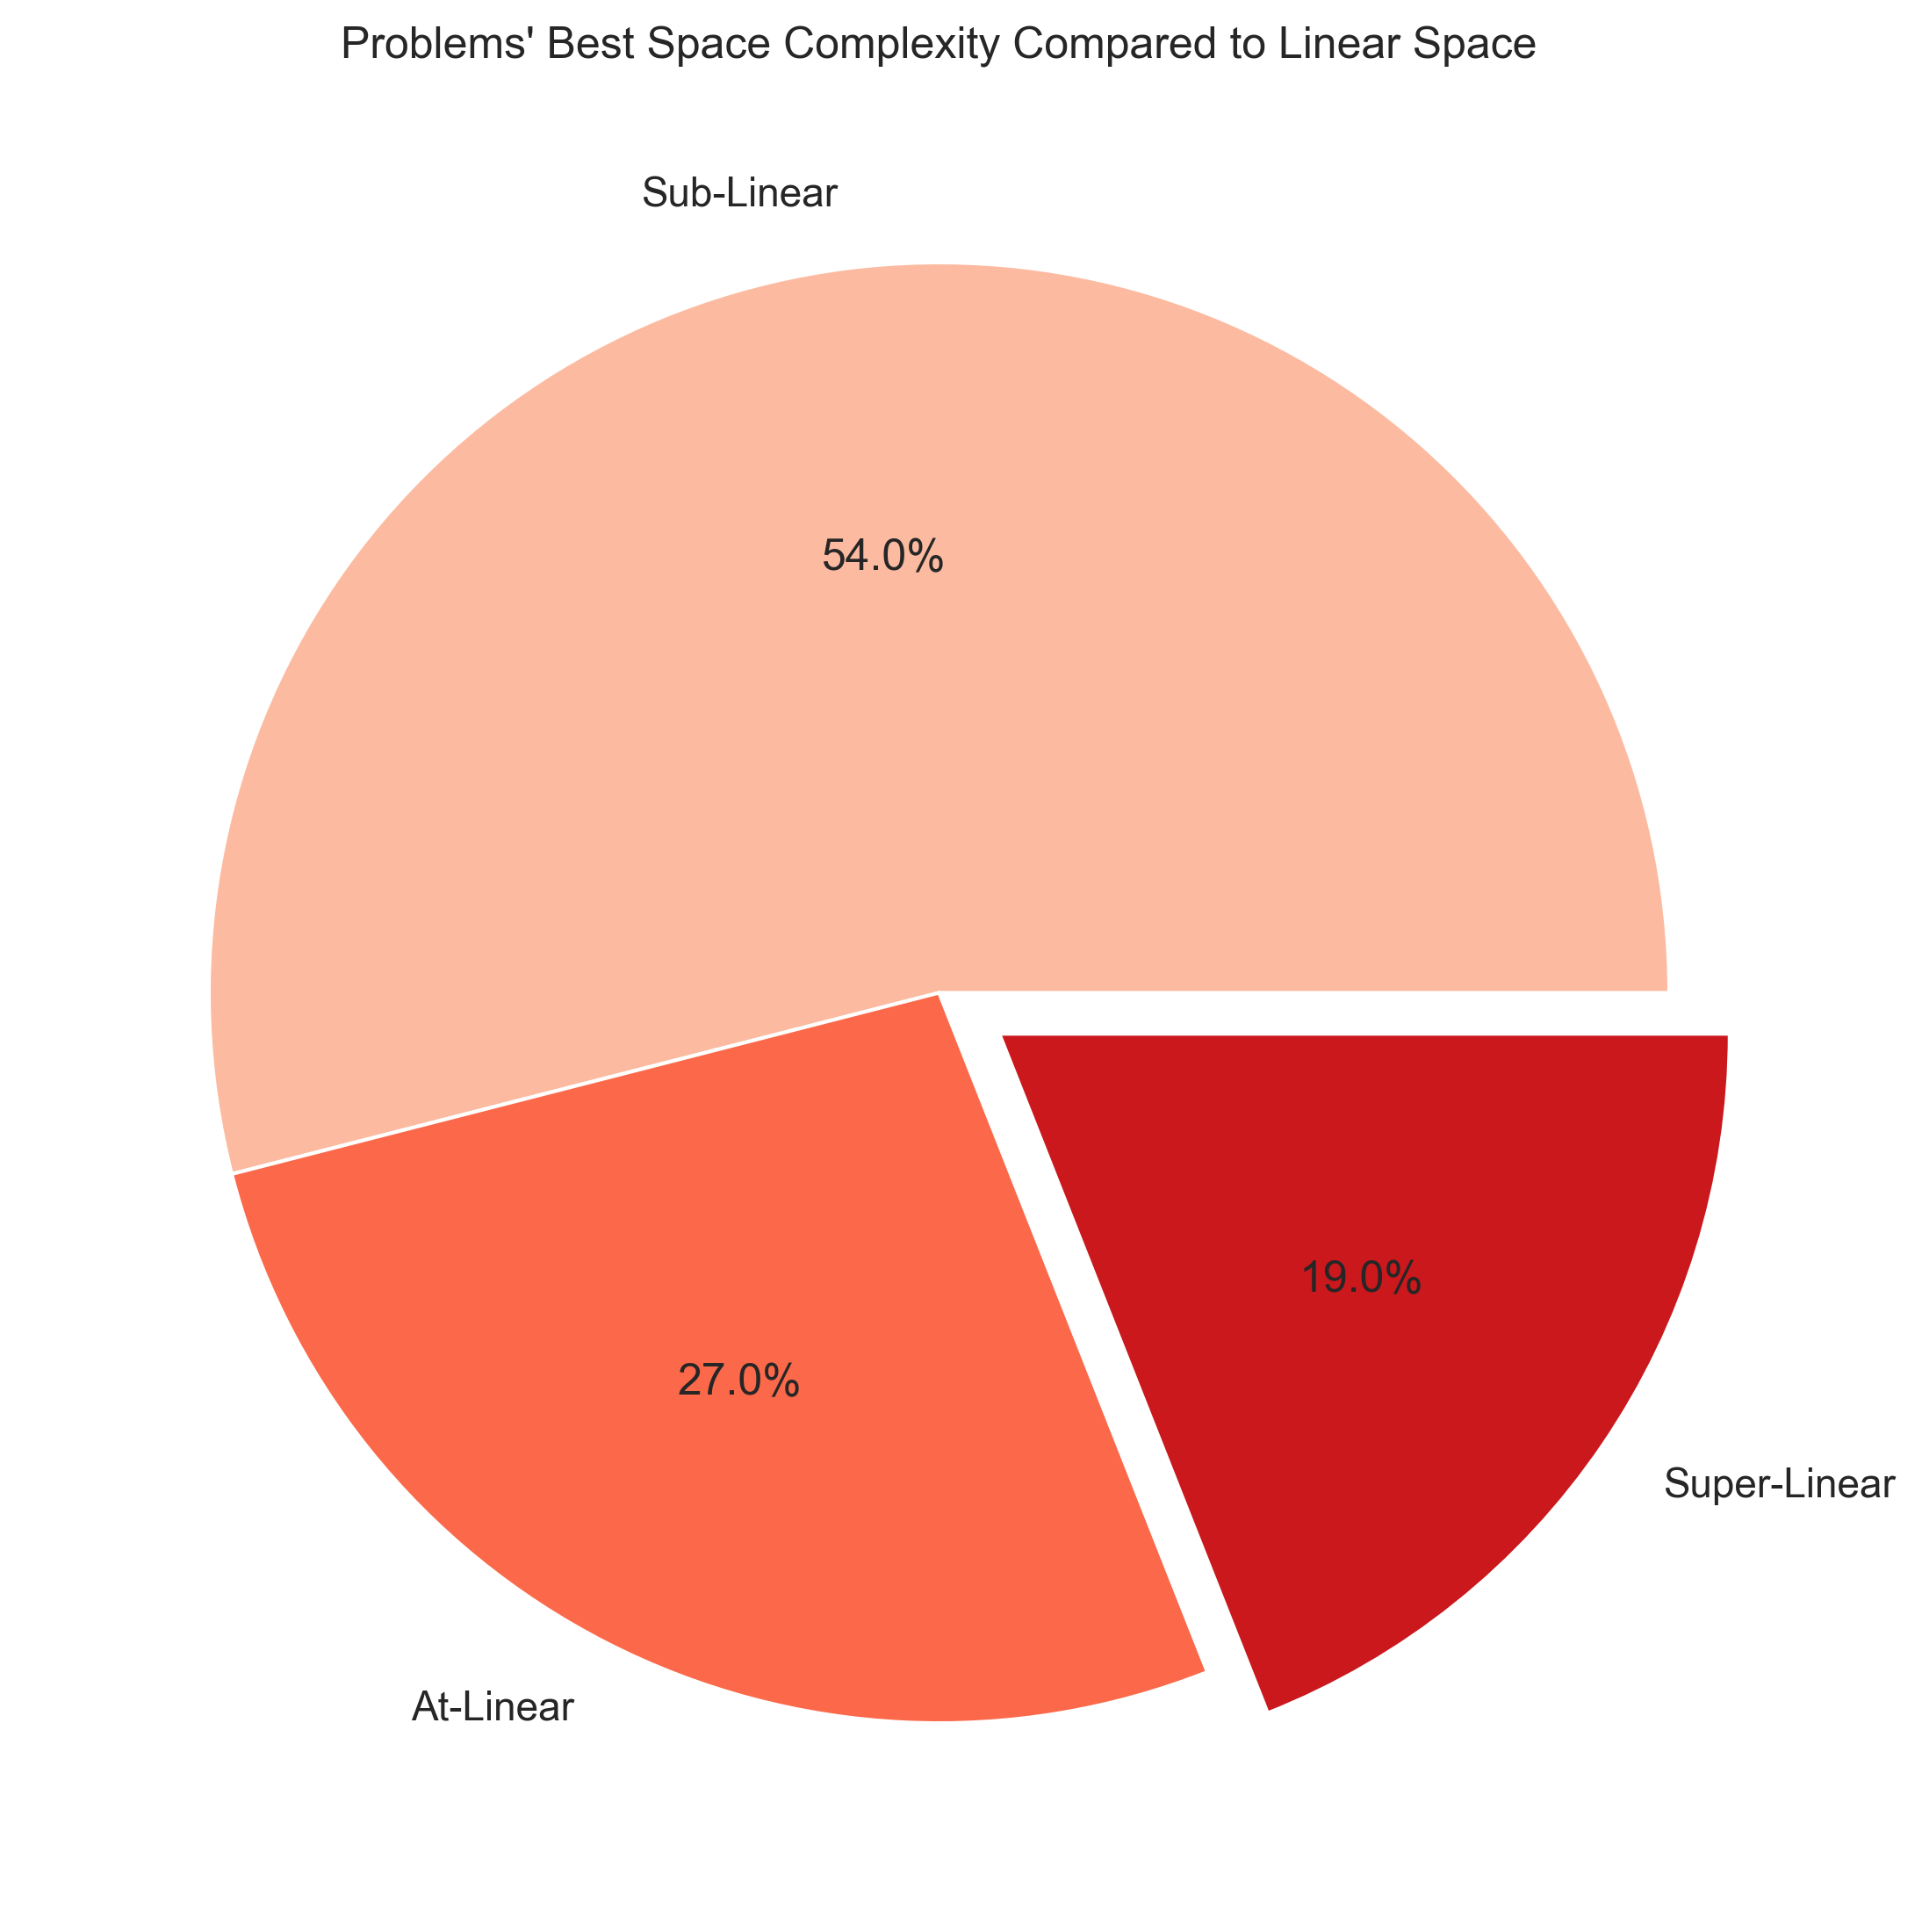 Problems' Best Space Complexity Compared to Linear Space
Sub-Linear
54.0%
19.0%
27.0%
Super-Linear
At-Linear